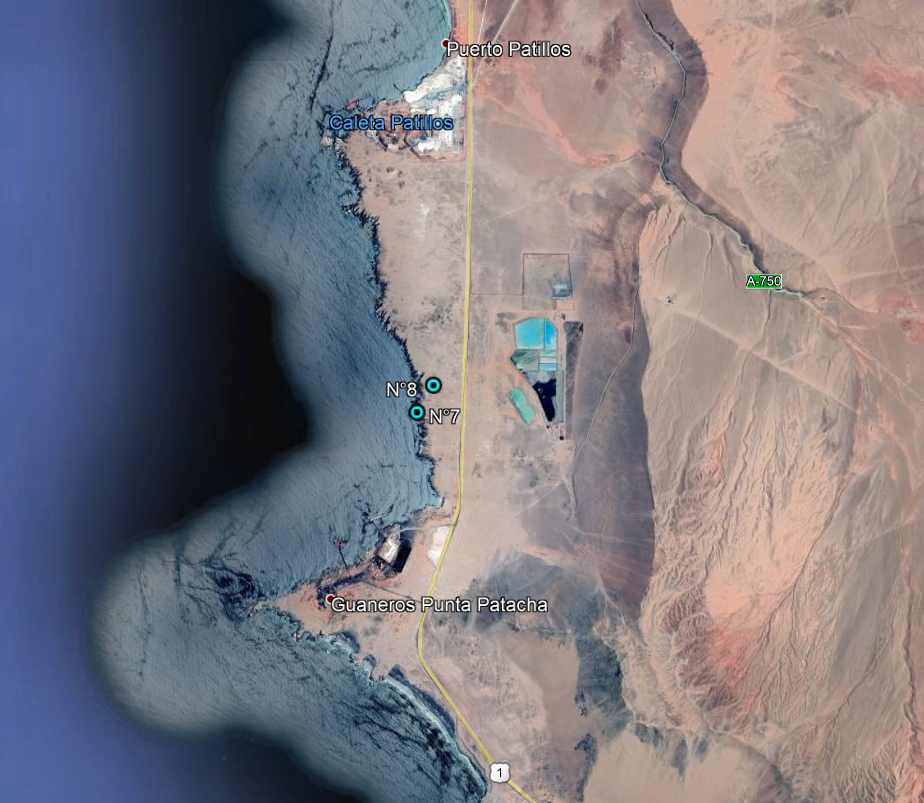 Puerto Patillos
Caleta Patillos
A-750
N°8
N°7
Guaneros Punta Patacha
1